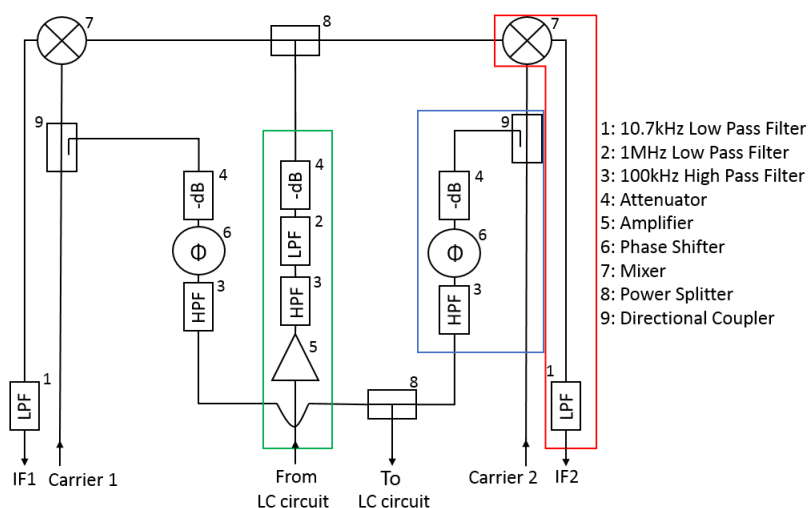 7
8
7
9
9
1: 10.7kHz Low Pass Filter
2: 1MHz Low Pass Filter
3: 100kHz High Pass Filter
4: Attenuator
5: Amplifier
6: Phase Shifter
7: Mixer
8: Power Splitter
9: Directional Coupler
-dB 4
-dB 4
-dB 4
Φ 6
LPF 2
Φ 6
HPF 3
HPF 3
HPF 3
5
LPF 1
8
LPF 1
IF1
Carrier 1
From
LC circuit
To
LC circuit
Carrier 2
IF2